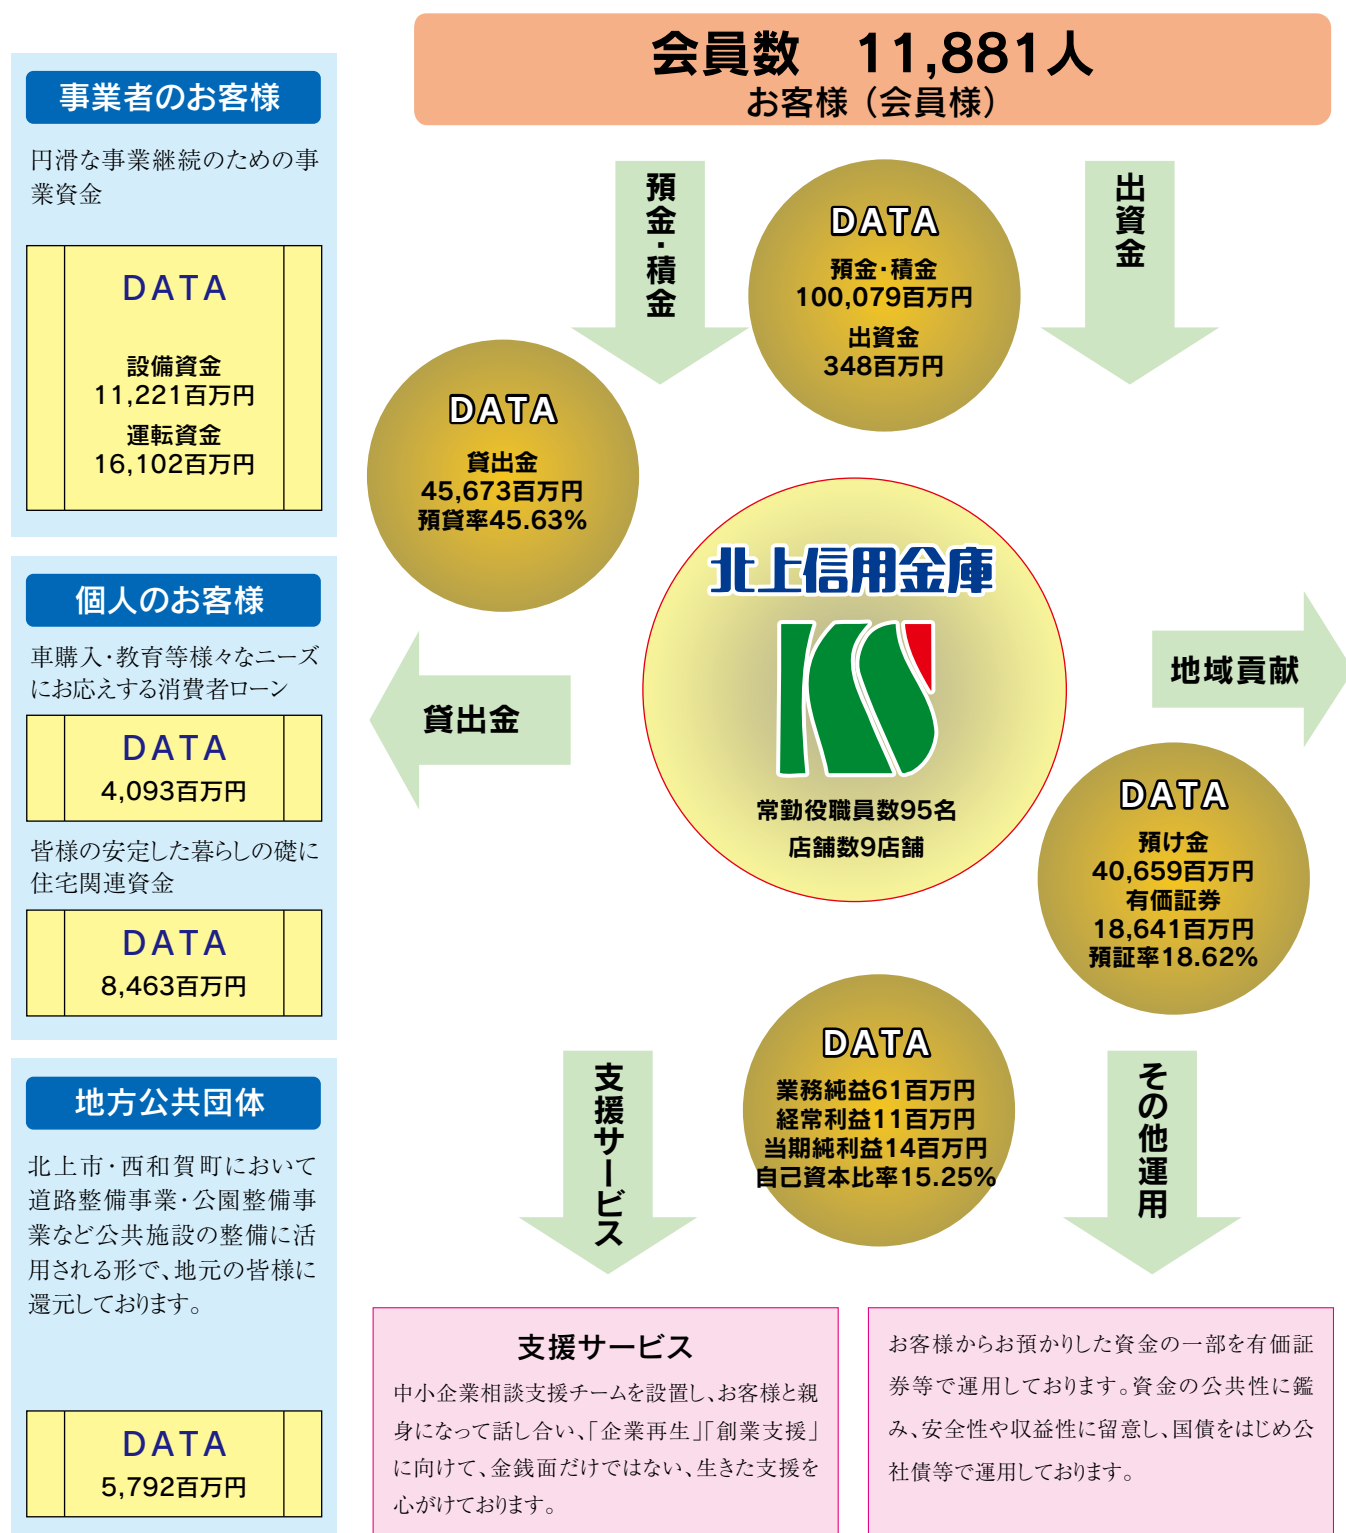 会員数　11,881人
お客様（会員様）
事業者のお客様
円滑な事業継続のための事
業資金
DATA
設備資金
11,221百万円
運転資金
16,102百万円
個人のお客様
車購入・教育等様々なニーズ
にお応えする消費者ローン
DATA
4,093百万円
皆様の安定した暮らしの礎に
住宅関連資金
DATA
8,463百万円
地方公共団体
北上市・西和賀町において
道路整備事業・公園整備事
業など公共施設の整備に活
用される形で、地元の皆様に
還元しております。
DATA
5,792百万円
預金・積金
DATA
預金・積金
100,079百万円
出資金
348百万円
出資金
DATA
貸出金
45,673百万円
預貸率45.63%
北上信用金庫
KS
常勤役職員数95名
店舗数9店舗
貸出金
地域貢献
DATA
預け金
40,659百万円
有価証券
18,641百万円
預証率18.62%
支援サービス
DATA
業務純益61百万円
経常利益11百万円
当期純利益14百万円
自己資本比率15.25%
その他運用
支援サービス
中小企業相談支援チームを設置し、お客様と親
身になって話し合い、「企業再生」「創業支援」
に向けて、金銭面だけではない、生きた支援を
心がけております。
お客様からお預かりした資金の一部を有価証
券等で運用しております。資金の公共性に鑑
み、安全性や収益性に留意し、国債をはじめ公
社債等で運用しております。